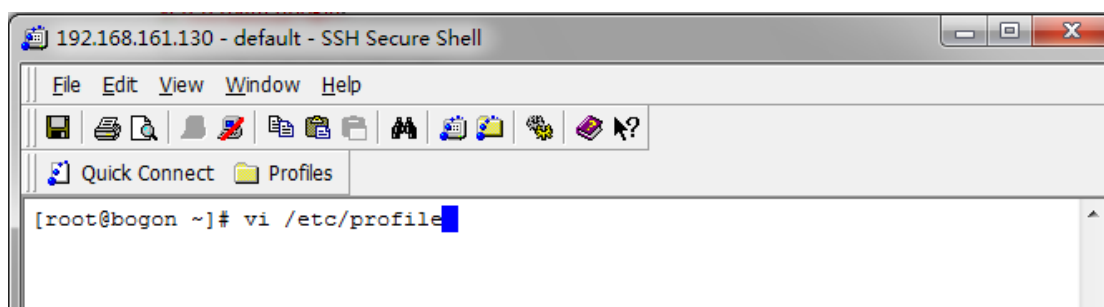 192.168.161.130 - default - SSH Secure Shell
File Edit View Window Help
Quick Connect Profiles
[root@bogon ~]# vi /etc/profile